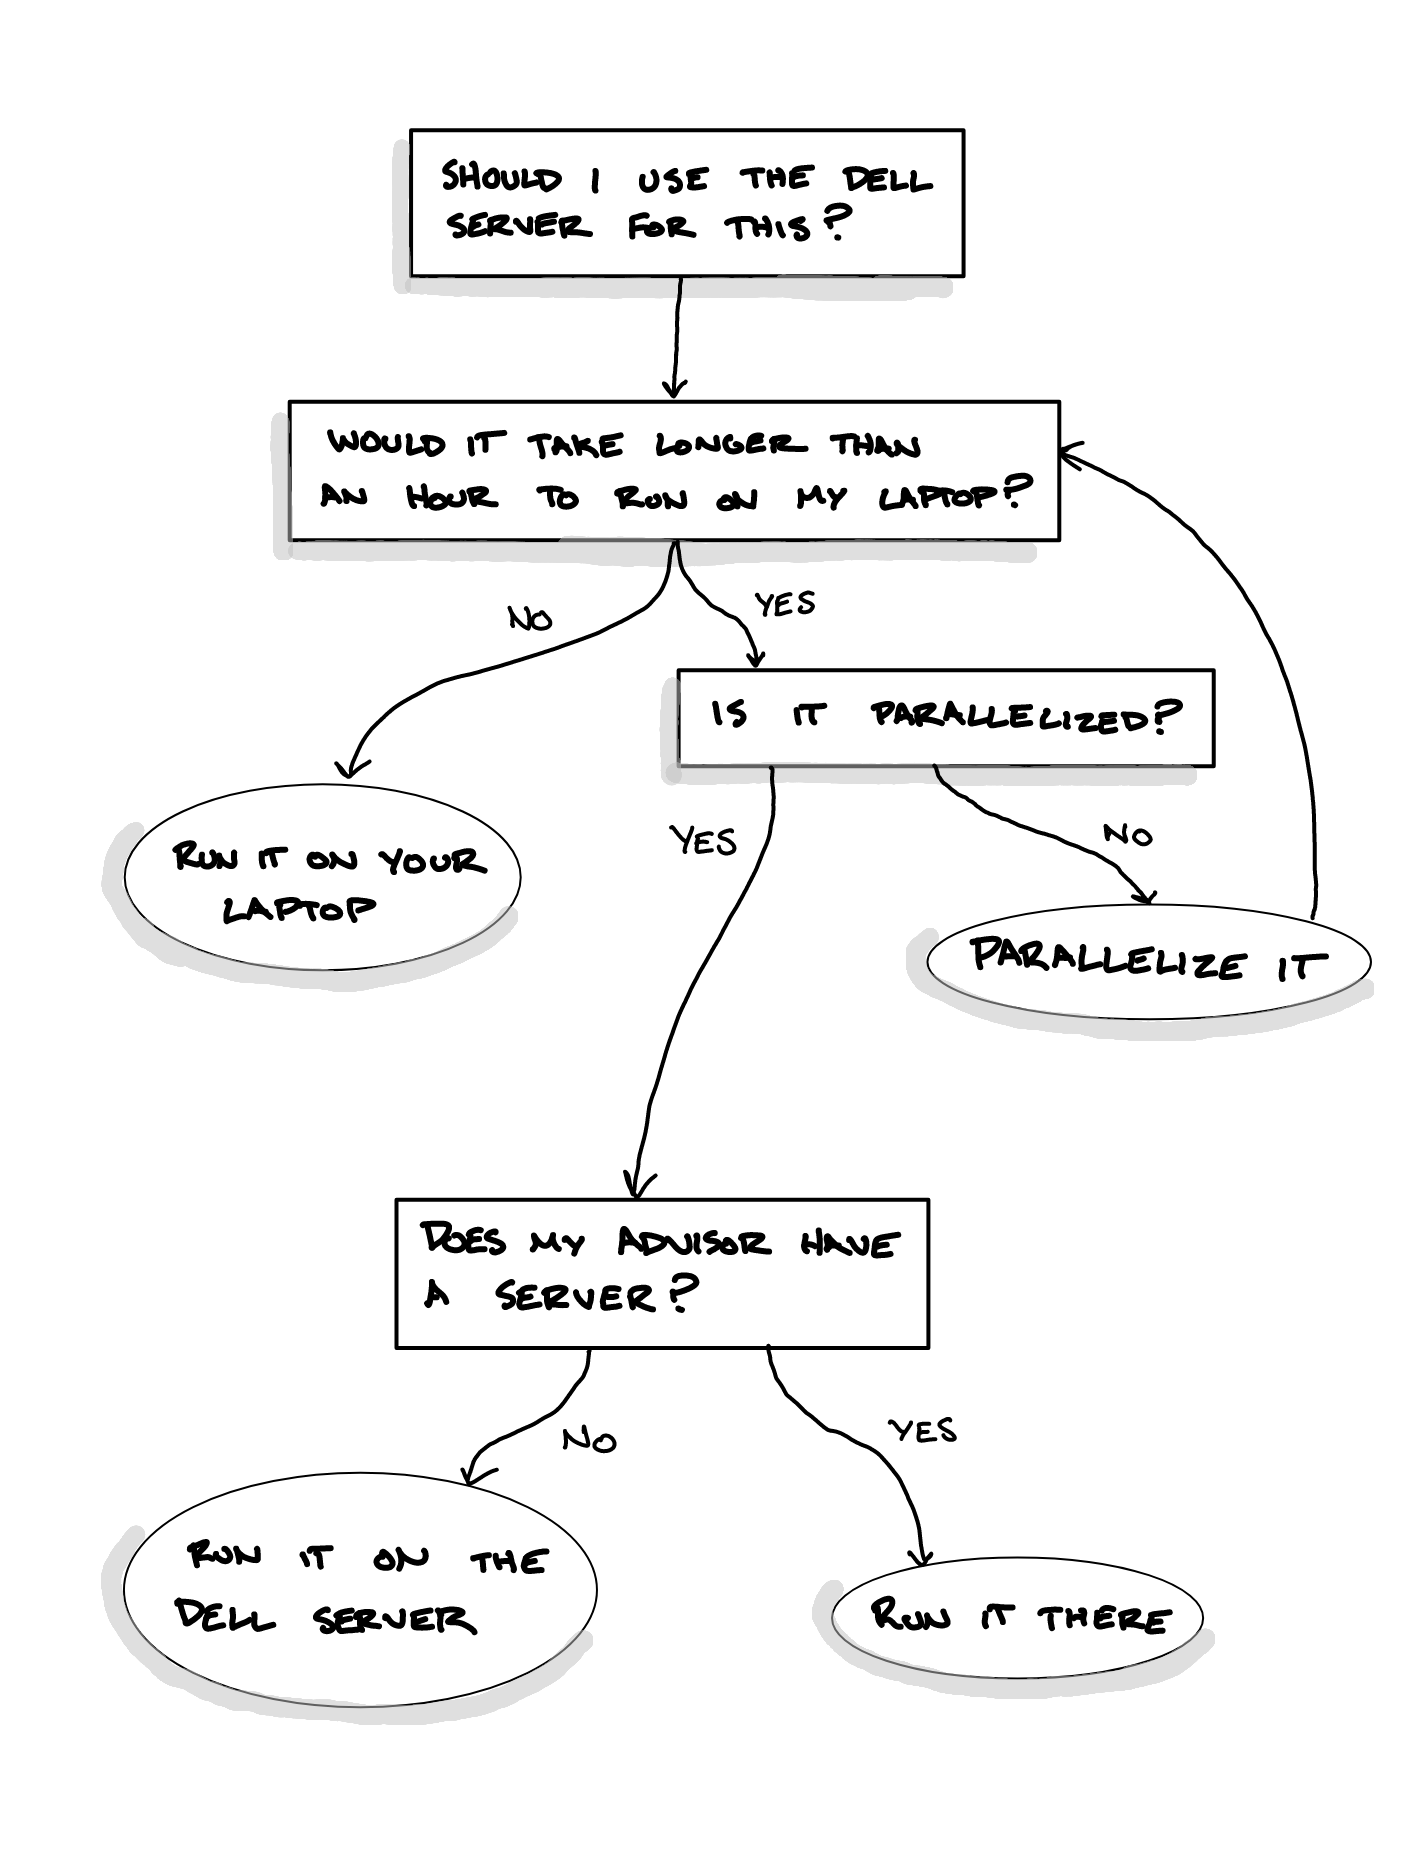 SHOULD I USE THE DELL
SERVER FOR THIS?
WOULD IT TAKE LONGER THAN
AN HOUR TO RUN ON MY LAPTOP?
NO
YES
IS IT PARALLELIZED?
YES
NO
RUN IT ON YOUR
LAPTOP
PARALLELIZE IT
DOES MY ADVISOR HAVE
A SERVER?
NO
YES
RUN IT ON THE
DELL SERVER
RUN IT THERE